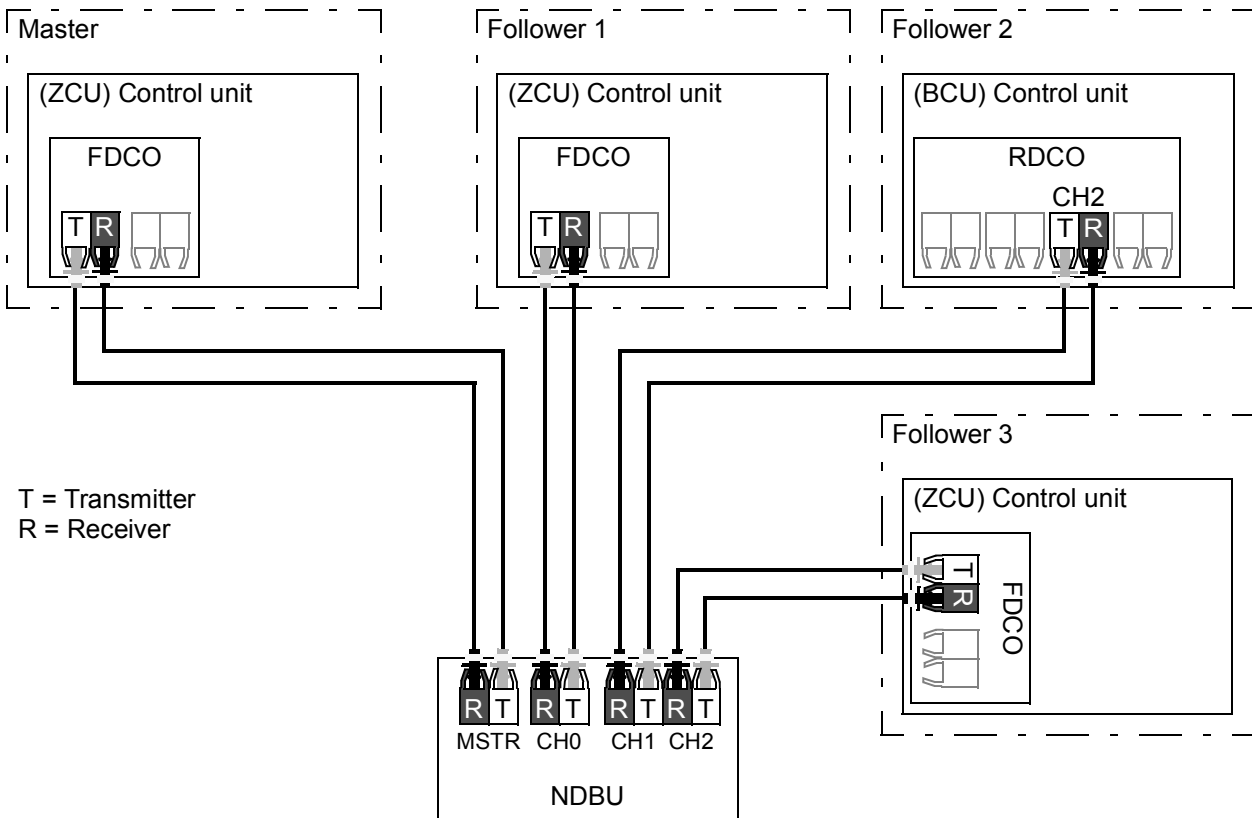 Master
(ZCU) Control unit
FDCO
T R
Follower 1
(ZCU) Control unit
FDCO
T R
Follower 2
(BCU) Control unit
RDCO
CH2
T R
T = Transmitter
R = Receiver
Follower 3
(ZCU) Control unit
T
R
FDCO
R T R T R T R T
MSTR CH0 CH1 CH2
NDBU